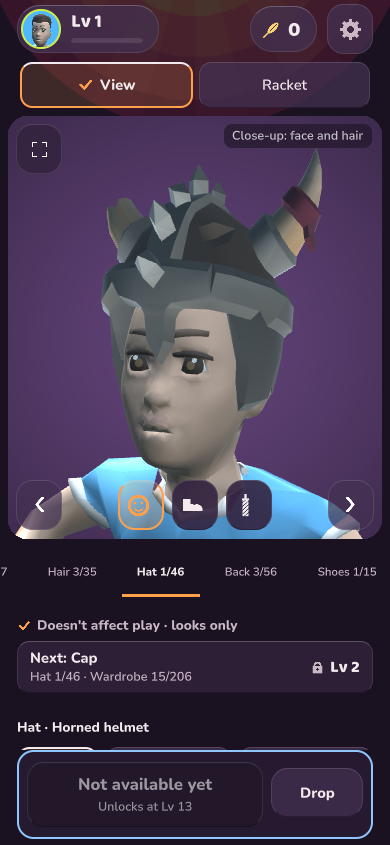 Lv 1
0
View
Racket
Close-up: face and hair
7
Hair 3/35
Hat 1/46
Back 3/56
Shoes 1/15
Doesn't affect play · looks only
Next: Cap
Hat 1/46 · Wardrobe 15/206
Lv 2
Hat · Horned helmet
Not available yet
Unlocks at Lv 13
Drop